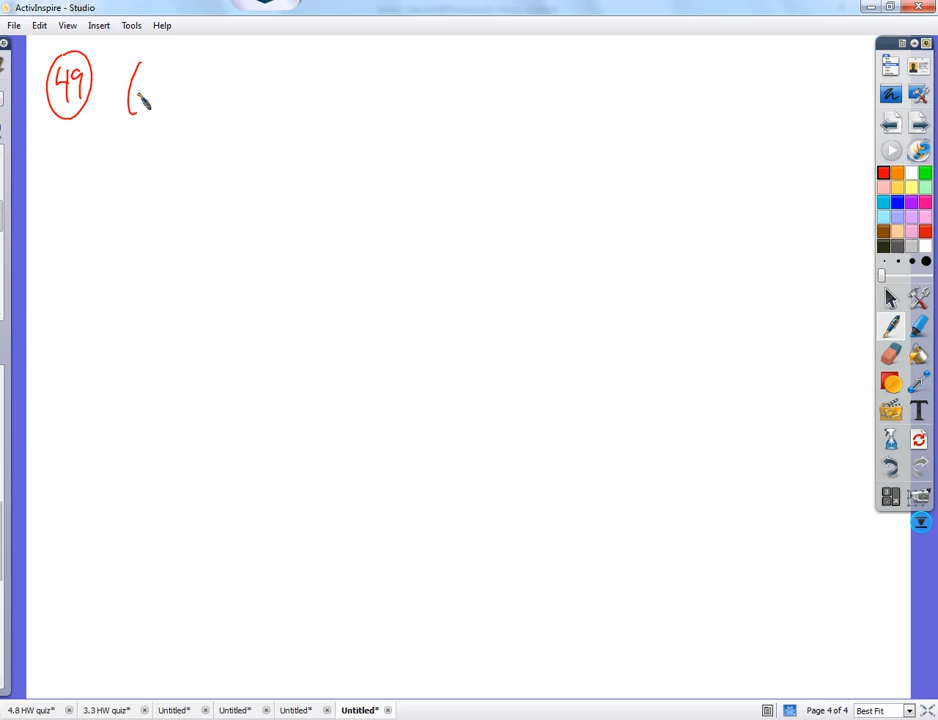 ActivInspire - Studio
File Edit View Insert Tools Help
49 (
T
4.8 HW quiz* 3.3 HW quiz* Untitled* Untitled* Untitled* Untitled* Page 4 of 4 Best Fit